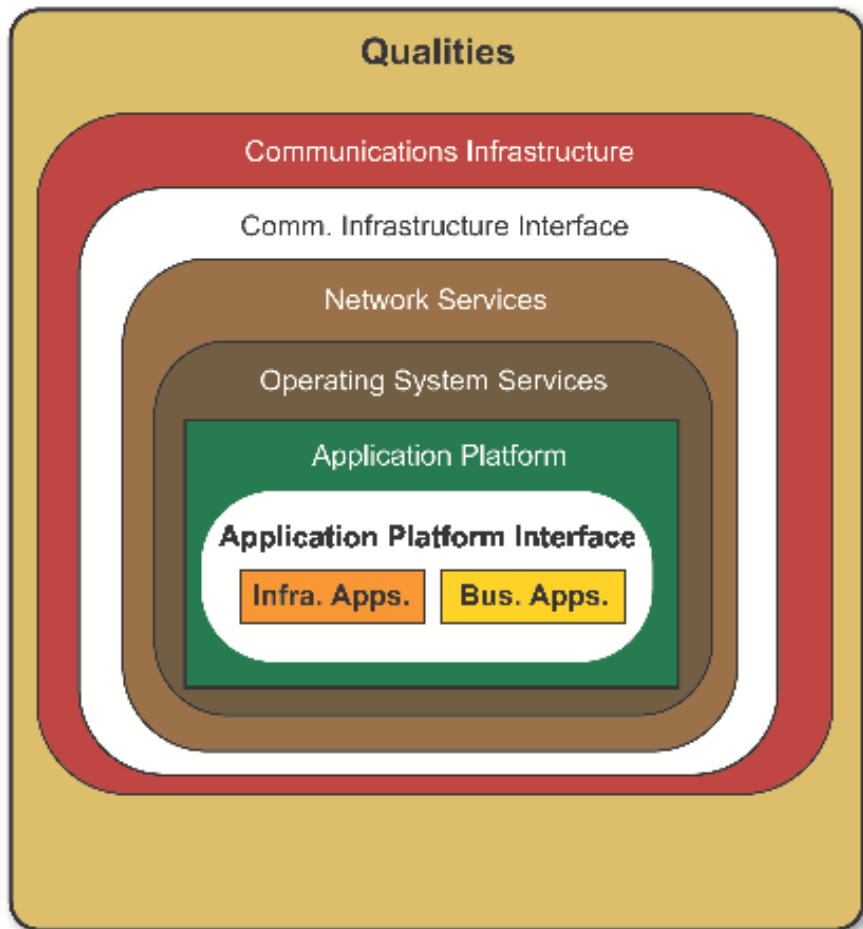 Qualities
Communications Infrastructure
Comm. Infrastructure Interface
Network Services
Operating System Services
Application Platform
Application Platform Interface
Infra. Apps.
Bus. Apps.